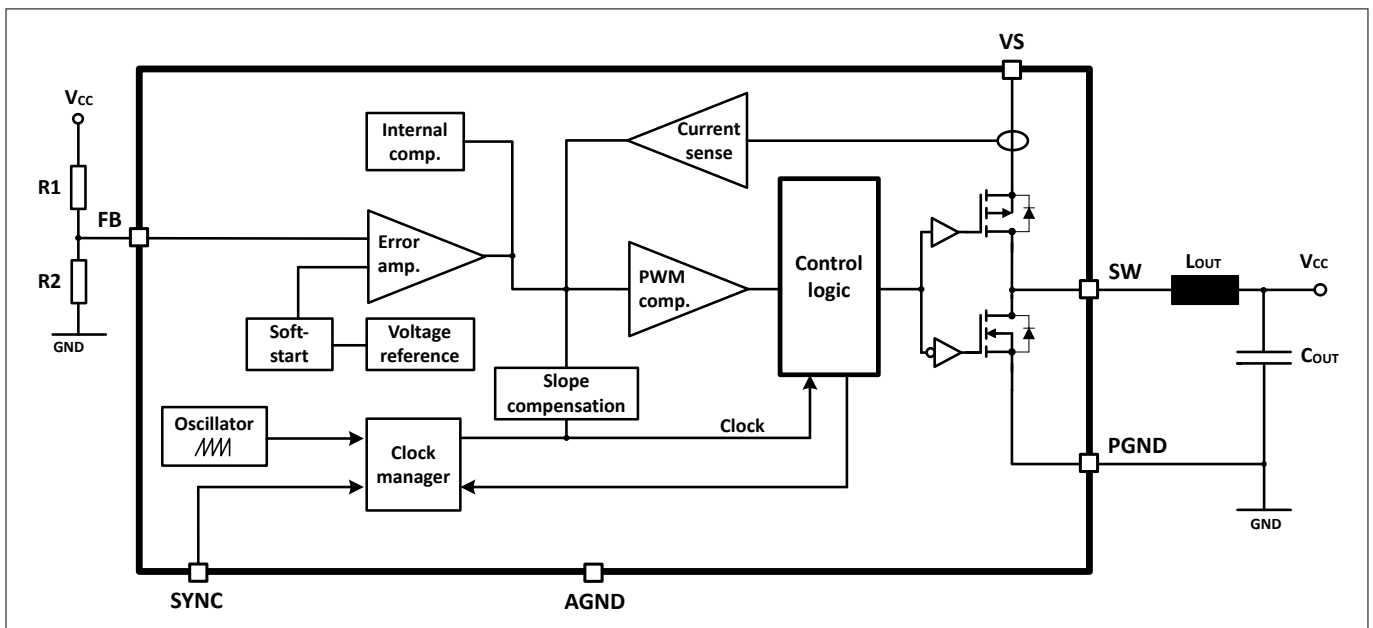 VS
VCC
R1
FB
R2
GND
Internal
comp.
Current
sense
Error
amp.
PWM
comp.
Control
logic
Soft-
start
Voltage
reference
Slope
compensation
Oscillator
Clock
manager
Clock
SW
LOUT
VCC
COUT
PGND
GND
SYNC
AGND